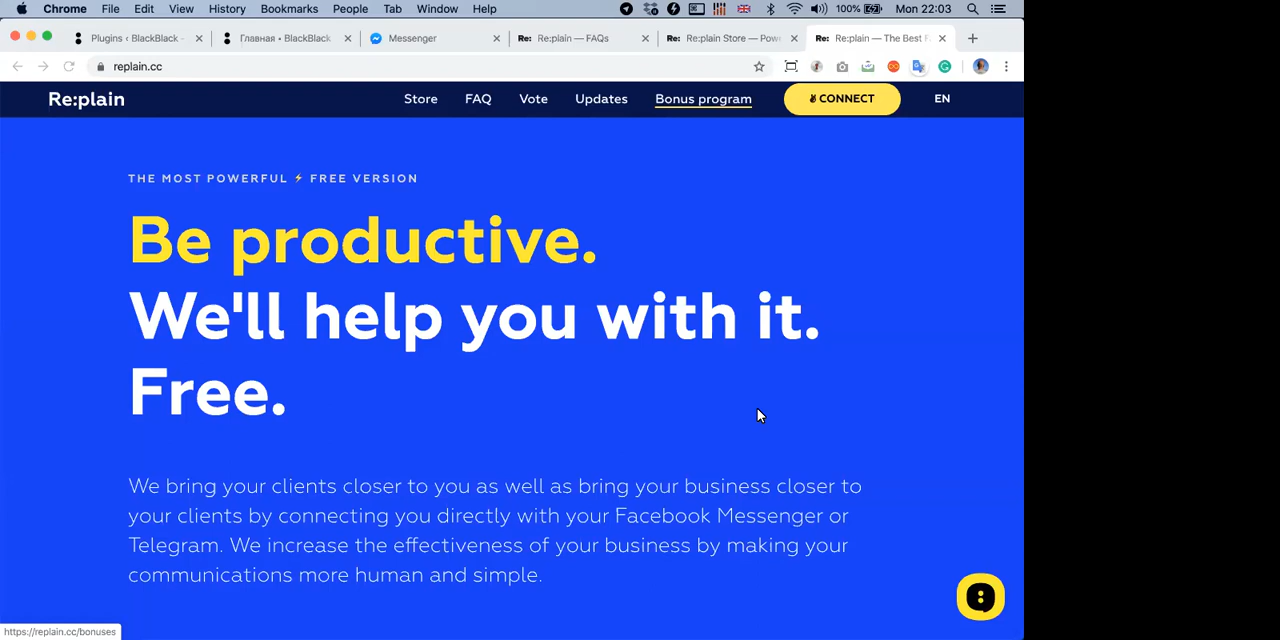 Chrome File Edit View History Bookmarks People Tab Window Help 100% Mon 22:03
Plugins ‹ BlackBlack - Главная • BlackBlack Messenger Re:plain — FAQs Re:plain Store — Pow Re:plain — The Best F
replain.cc
Re:plain Store FAQ Vote Updates Bonus program CONNECT EN
THE MOST POWERFUL ⚡ FREE VERSION
Be productive.
We'll help you with it.
Free.
We bring your clients closer to you as well as bring your business closer to
your clients by connecting you directly with your Facebook Messenger or
Telegram. We increase the effectiveness of your business by making your
communications more human and simple.
https://replain.cc/bonuses